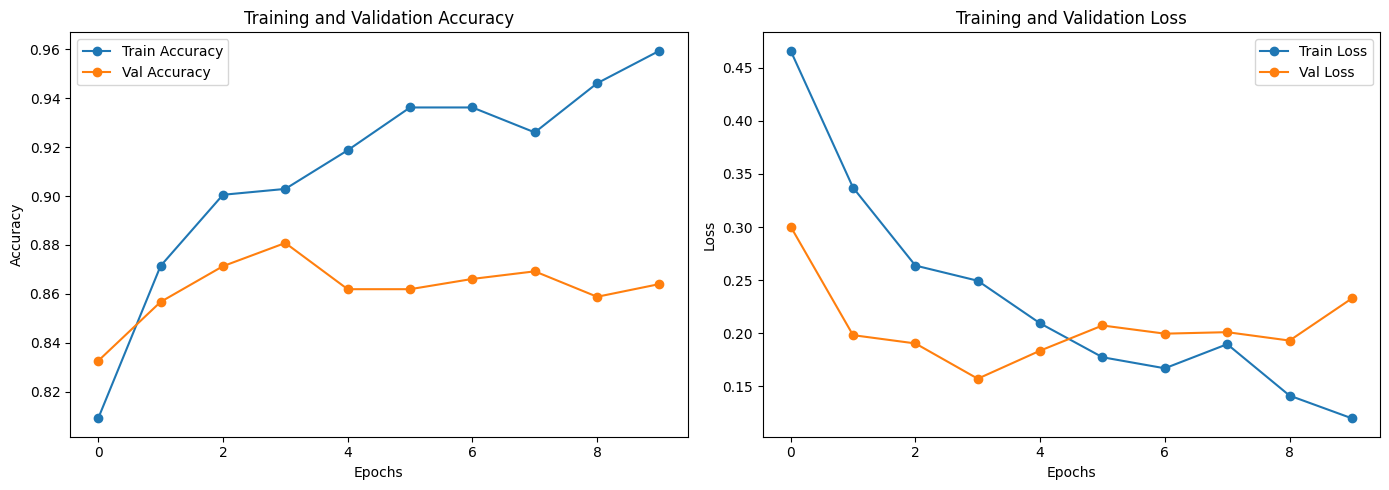 Training and Validation Accuracy
Train Accuracy
Val Accuracy
0.96
0.94
0.92
0.90
0.88
0.86
0.84
0.82
Accuracy
0 2 4 6 8
Epochs
Training and Validation Loss
Train Loss
Val Loss
0.45
0.40
0.35
0.30
0.25
0.20
0.15
Loss
0 2 4 6 8
Epochs